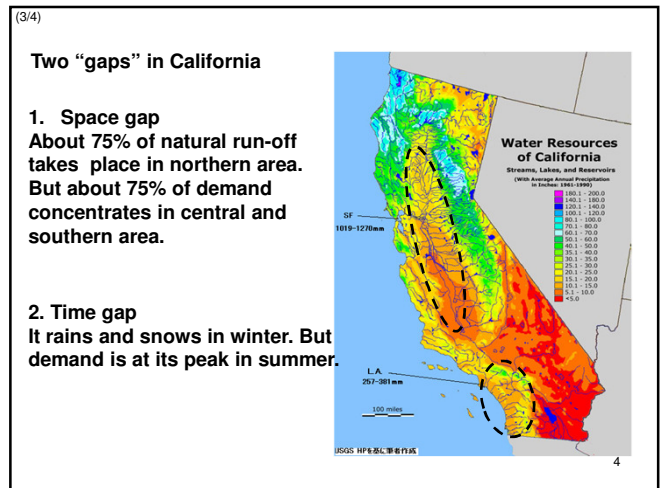 (3/4)
Two “gaps” in California
1. Space gap
About 75% of natural run-off
takes place in northern area.
But about 75% of demand
concentrates in central and
southern area.
2. Time gap
It rains and snows in winter. But
demand is at its peak in summer.
Water Resources
of California
Streams, Lakes, and Reservoirs
(With Average Annual Precipitation
in Inches: 1961-1990)
180.1 - 200.0
140.1 - 180.0
120.1 - 140.0
100.1 - 120.0
80.1 - 100.0
70.1 - 80.0
60.1 - 70.0
50.1 - 60.0
40.1 - 50.0
35.1 - 40.0
30.1 - 35.0
25.1 - 30.0
20.1 - 25.0
15.1 - 20.0
10.1 - 15.0
5.1 - 10.0
<5.0
SF
1019-1270mm
L.A.
257-381mm
100 miles
USGS HPを基に筆者作成
4